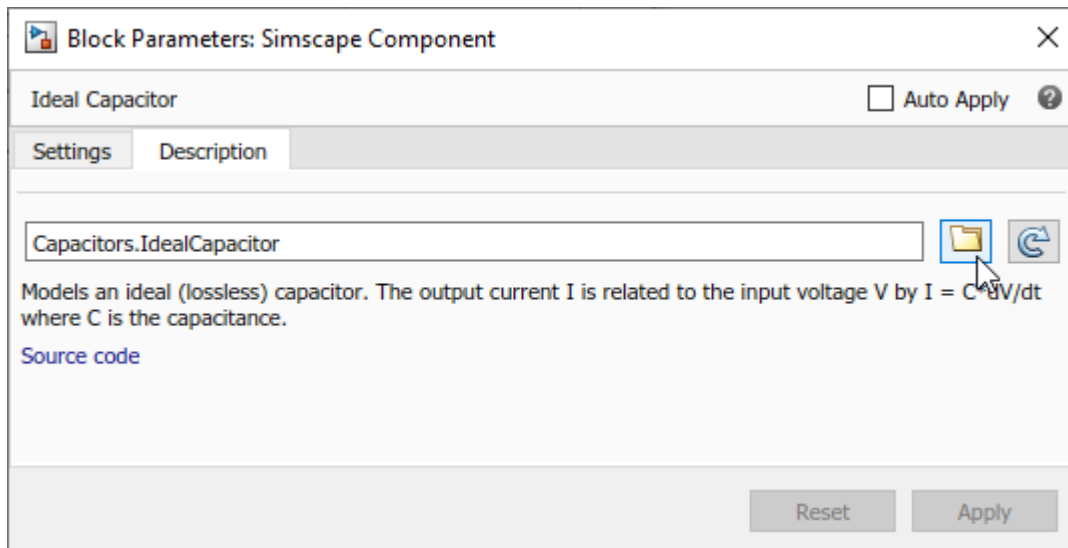 Block Parameters: Simscape Component
Ideal Capacitor
Auto Apply
Settings
Description
Capacitors.IdealCapacitor
Models an ideal (lossless) capacitor. The output current I is related to the input voltage V by I = C*dV/dt
where C is the capacitance.
Source code
Reset
Apply